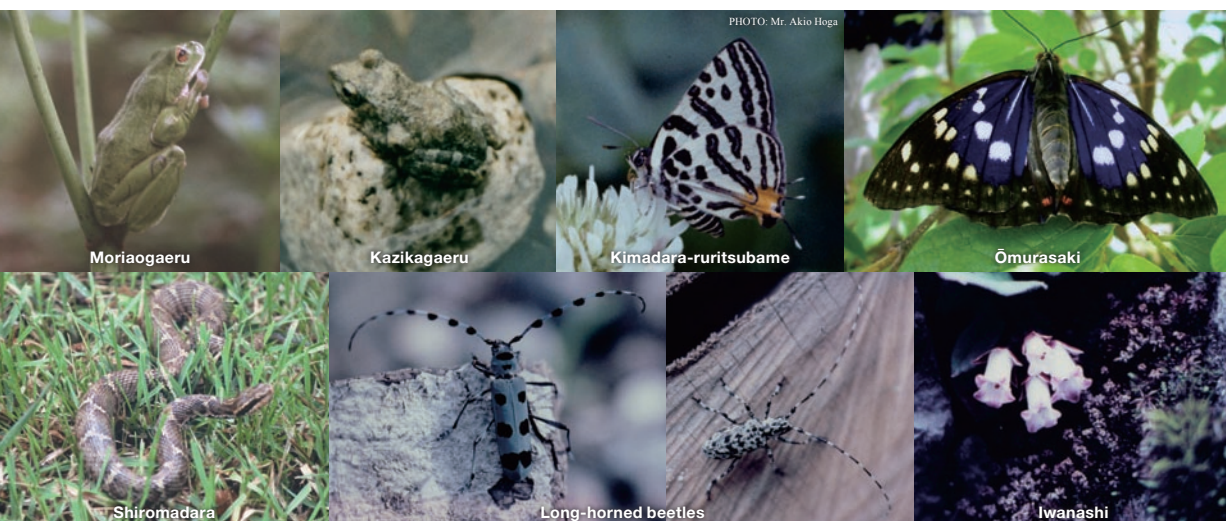 PHOTO: Mr. Akio Hoga
Moriaogaeru
Kazikagaeru
Kimadara-ruritsubame
Ōmurasaki
Shiromadara
Long-horned beetles
Iwanashi